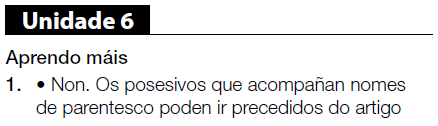 Unidade 6
Aprendo máis
1. • Non. Os posesivos que acompañan nomes
de parentesco poden ir precedidos do artigo